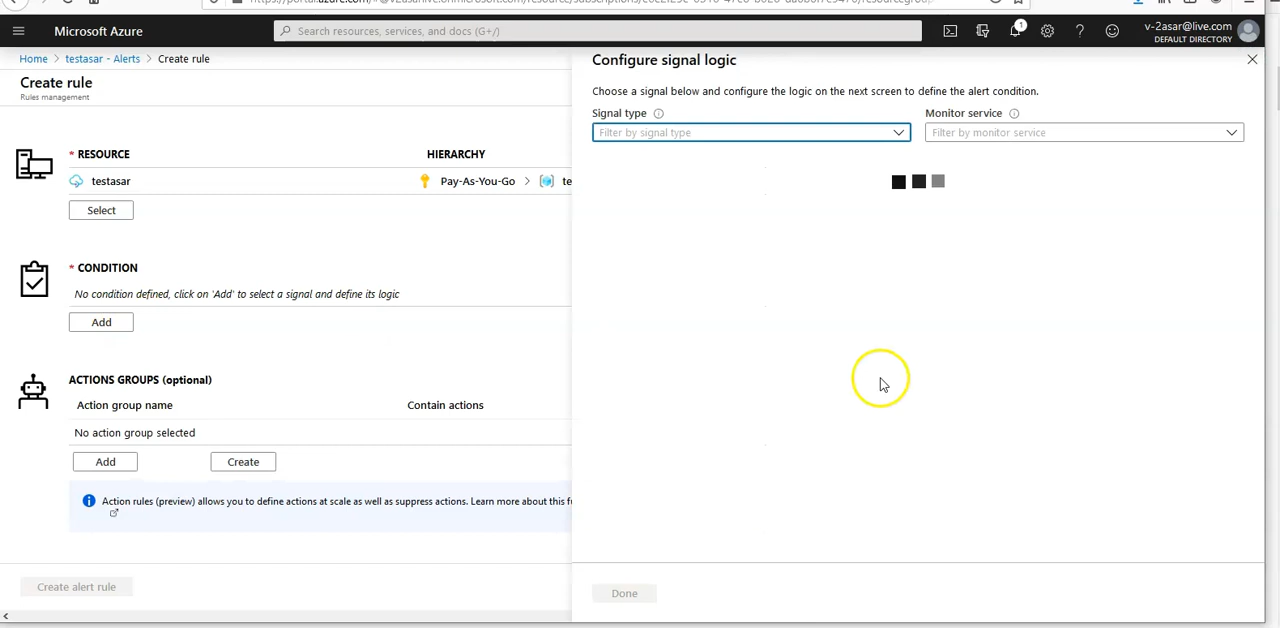 Microsoft Azure
Search resources, services, and docs (G+/)
1
v-2asar@live.com
DEFAULT DIRECTORY
Home > testasar - Alerts > Create rule
Create rule
Rules management
* RESOURCE
HIERARCHY
testasar
Pay-As-You-Go > te
Select
* CONDITION
No condition defined, click on 'Add' to select a signal and define its logic
Add
ACTIONS GROUPS (optional)
Action group name
Contain actions
No action group selected
Add
Create
Action rules (preview) allows you to define actions at scale as well as suppress actions. Learn more about this fu
Create alert rule
Configure signal logic
Choose a signal below and configure the logic on the next screen to define the alert condition.
Signal type
Monitor service
Filter by signal type
Filter by monitor service
Done